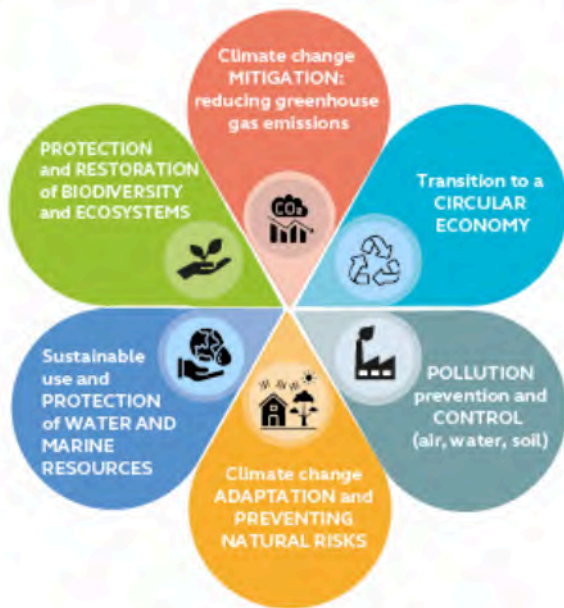 Climate change
MITIGATION:
reducing greenhouse
gas emissions
CO₂
Transition to a
CIRCULAR
ECONOMY
POLLUTION
prevention and
CONTROL
(air, water, soil)
Climate change
ADAPTATION and
PREVENTING
NATURAL RISKS
Sustainable
use and
PROTECTION
of WATER AND
MARINE
RESOURCES
PROTECTION
and RESTORATION
of BIODIVERSITY
and ECOSYSTEMS